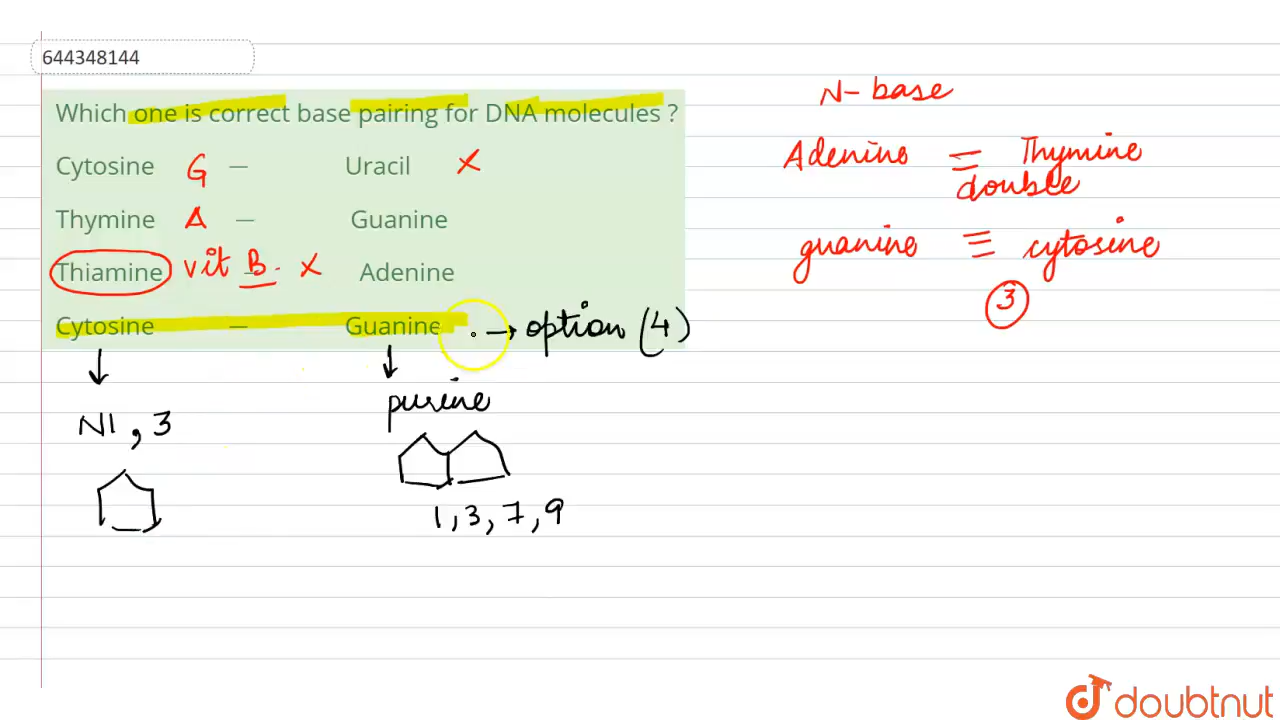 644348144
Which one is correct base pairing for DNA molecules ?
Cytosine G — Uracil X
Thymine A — Guanine
Thiamine vit B. X Adenine
Cytosine — Guanine . → option (4)
↓ ↓
N1, 3
purine
1, 3, 7, 9
N-base
Adenine = Thymine
double
guanine ≡ cytosine
3
doubtnut